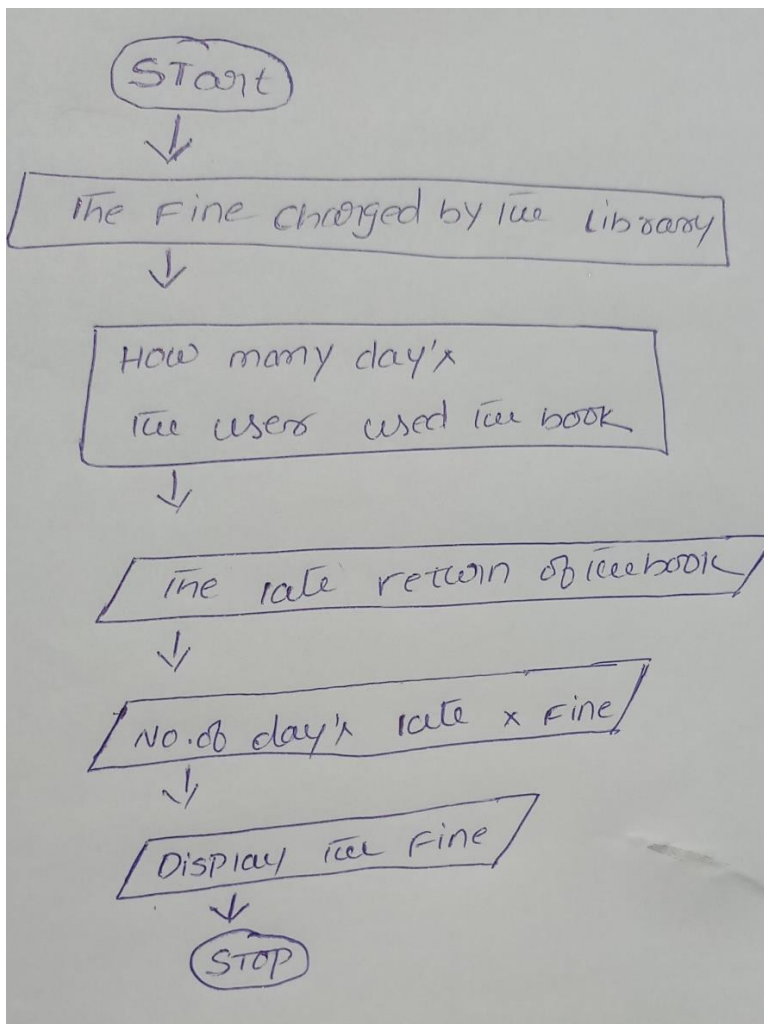 START
The Fine charged by the Library
How many day's
the user used the book
The late return of the book
No. of day's late x Fine
Display the Fine
STOP